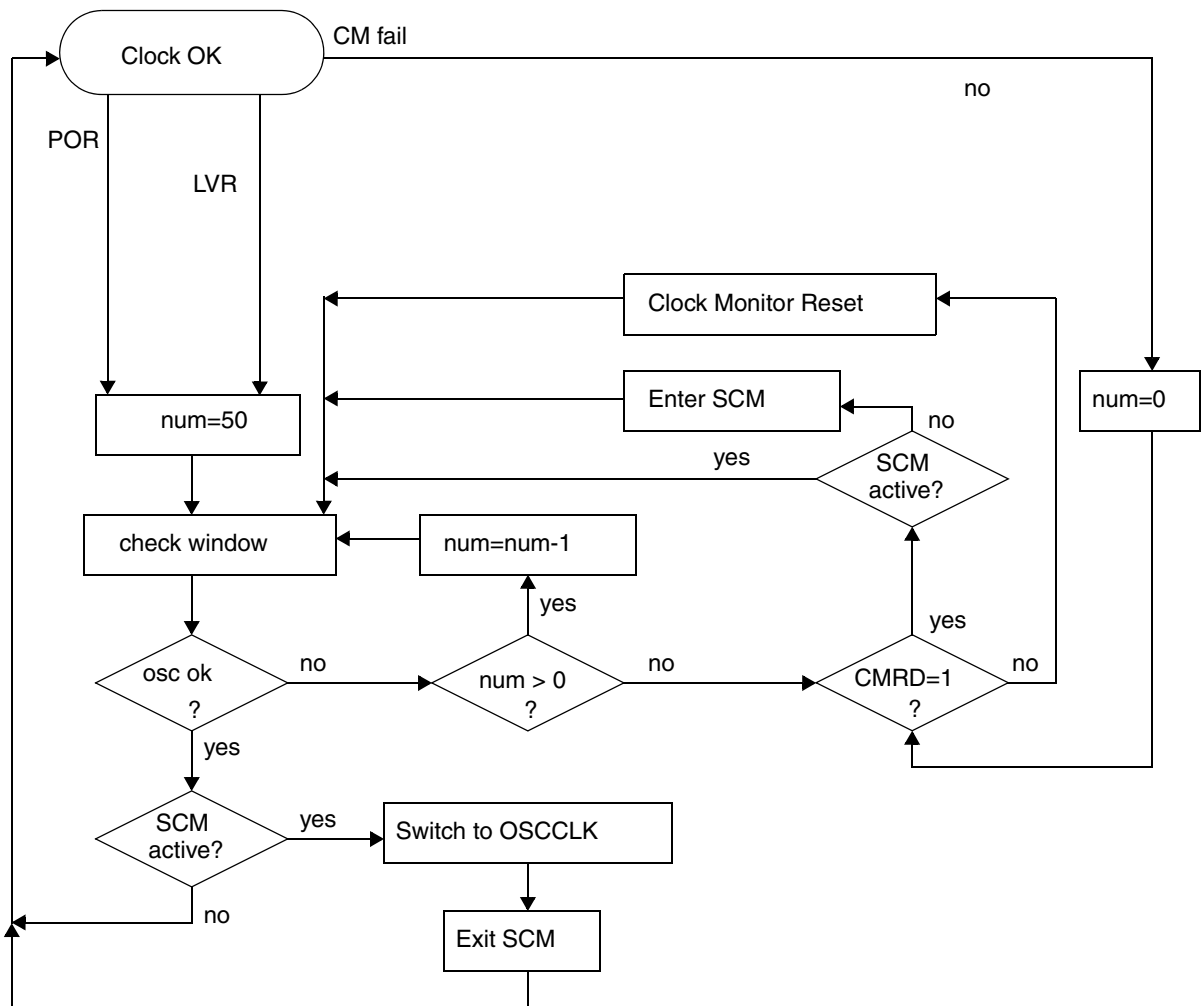 Clock OK
CM fail
no
POR
LVR
Clock Monitor Reset
Enter SCM
num=0
num=50
no
yes
SCM
active?
check window
num=num-1
yes
yes
osc ok
?
no
num > 0
?
no
CMRD=1
?
no
yes
SCM
active?
yes
Switch to OSCCLK
no
Exit SCM